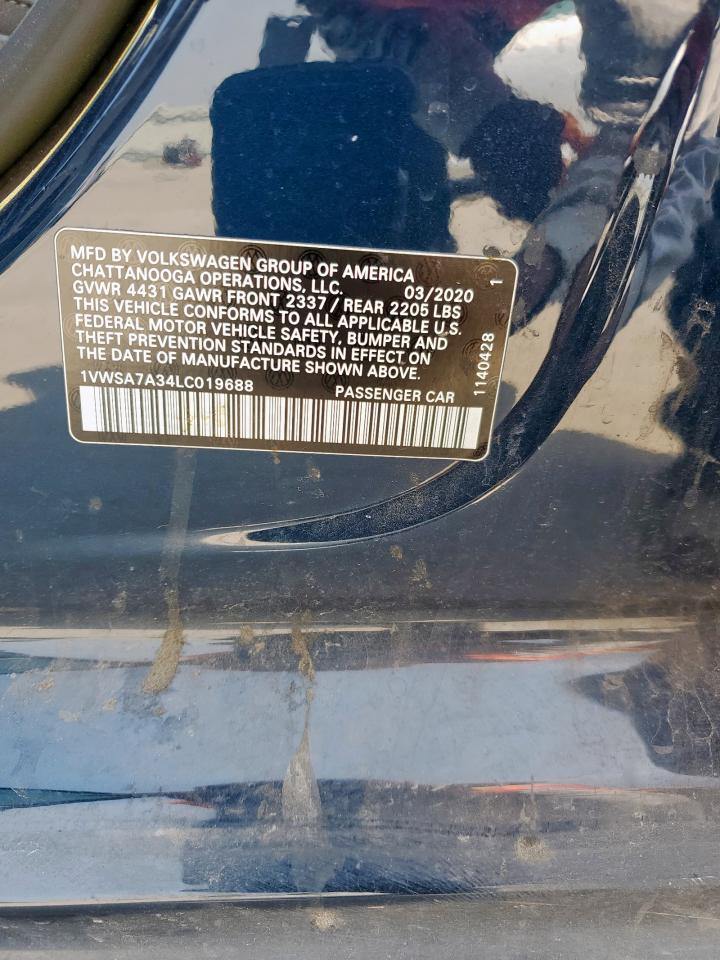 MFD BY VOLKSWAGEN GROUP OF AMERICA
CHATTANOOGA OPERATIONS, LLC. 03/2020 1
GVWR 4431 GAWR FRONT 2337 / REAR 2205 LBS
THIS VEHICLE CONFORMS TO ALL APPLICABLE U.S.
FEDERAL MOTOR VEHICLE SAFETY, BUMPER AND
THEFT PREVENTION STANDARDS IN EFFECT ON
THE DATE OF MANUFACTURE SHOWN ABOVE.
1VWSA7A34LC019688 PASSENGER CAR
1140428